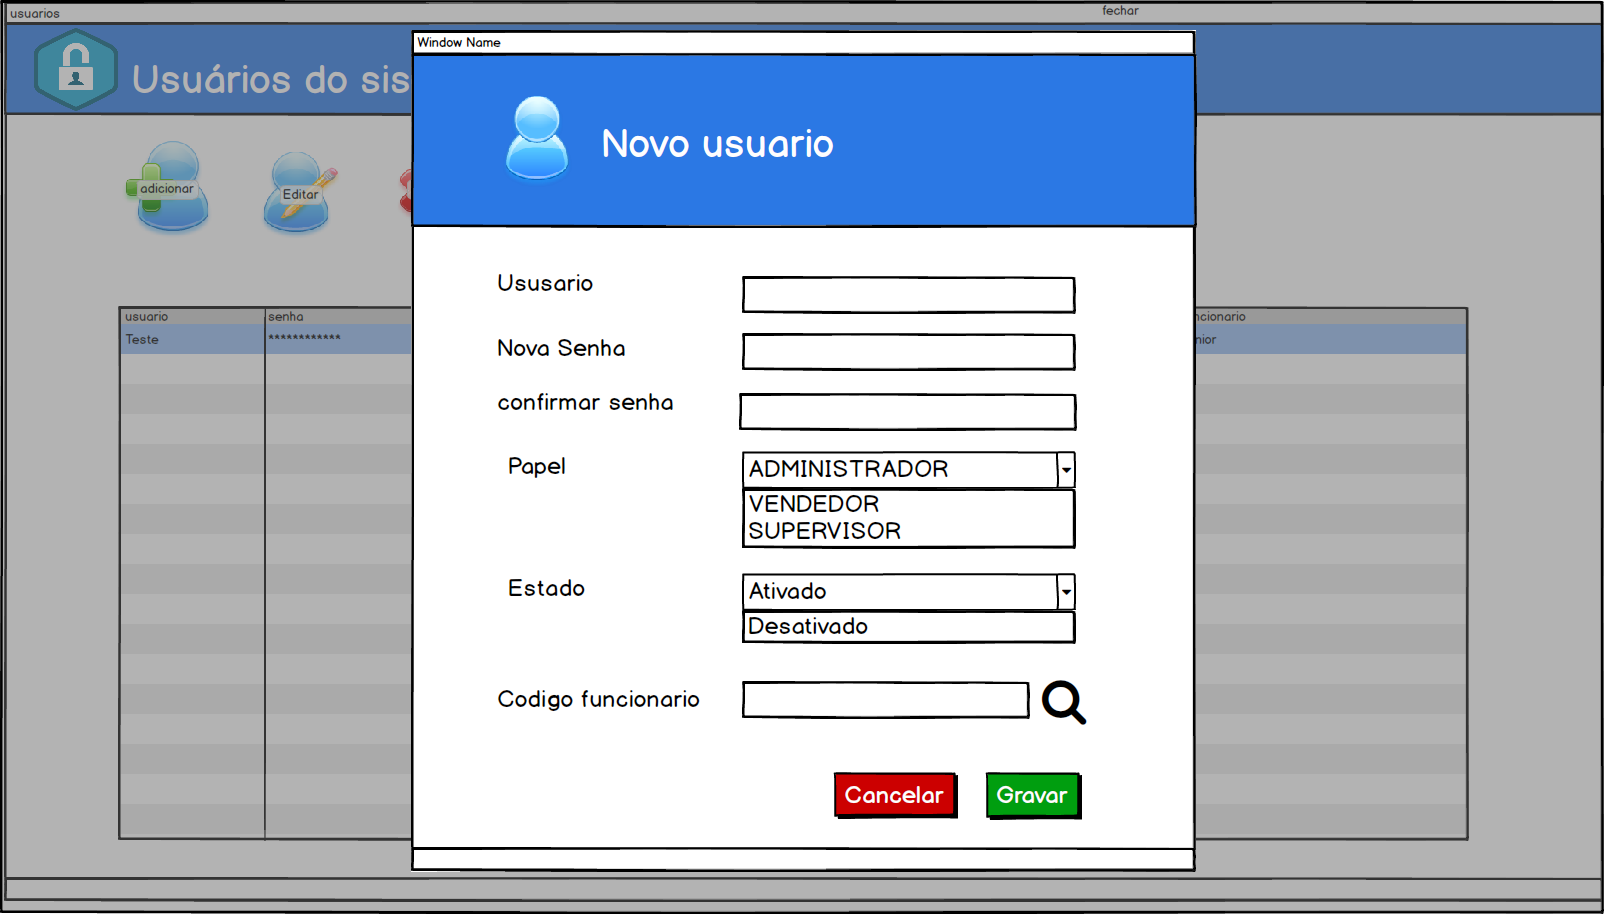 usuarios
fechar
Window Name
Usuários do sis
Novo usuario
adicionar
Editar
Ususario
Nova Senha
confirmar senha
Papel
ADMINISTRADOR
VENDEDOR
SUPERVISOR
Estado
Ativado
Desativado
Codigo funcionario
Cancelar
Gravar
usuario
senha
ncionario
Teste
************
nior